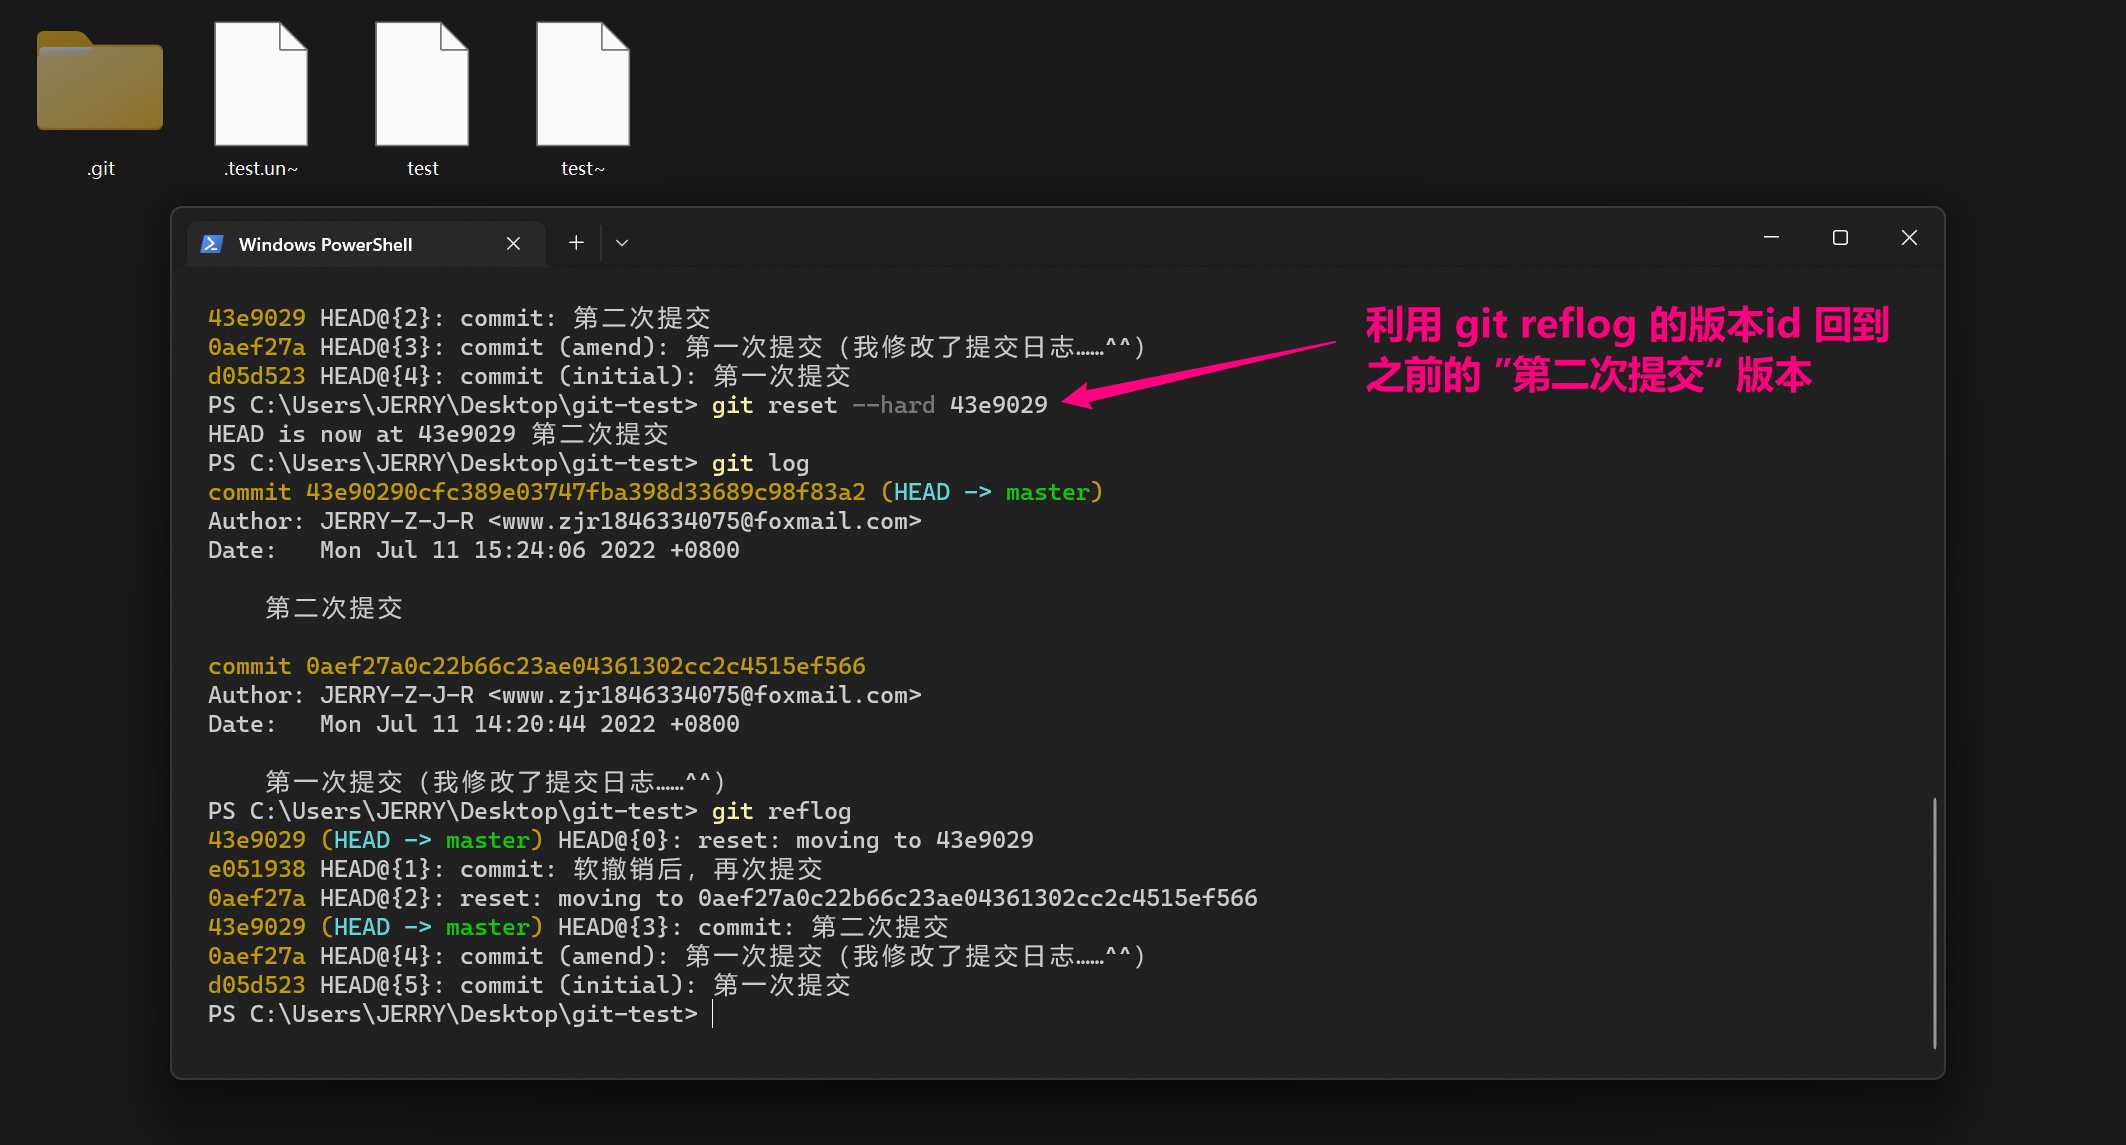 .git
.test.un~
test
test~
Windows PowerShell
43e9029 HEAD@{2}: commit: 第二次提交
0aef27a HEAD@{3}: commit (amend): 第一次提交（我修改了提交日志……^^）
d05d523 HEAD@{4}: commit (initial): 第一次提交
PS C:\Users\JERRY\Desktop\git-test> git reset --hard 43e9029
HEAD is now at 43e9029 第二次提交
PS C:\Users\JERRY\Desktop\git-test> git log
commit 43e90290cfc389e03747fba398d33689c98f83a2 (HEAD -> master)
Author: JERRY-Z-J-R <www.zjr1846334075@foxmail.com>
Date:   Mon Jul 11 15:24:06 2022 +0800
第二次提交
commit 0aef27a0c22b66c23ae04361302cc2c4515ef566
Author: JERRY-Z-J-R <www.zjr1846334075@foxmail.com>
Date:   Mon Jul 11 14:20:44 2022 +0800
第一次提交（我修改了提交日志……^^）
PS C:\Users\JERRY\Desktop\git-test> git reflog
43e9029 (HEAD -> master) HEAD@{0}: reset: moving to 43e9029
e051938 HEAD@{1}: commit: 软撤销后，再次提交
0aef27a HEAD@{2}: reset: moving to 0aef27a0c22b66c23ae04361302cc2c4515ef566
43e9029 (HEAD -> master) HEAD@{3}: commit: 第二次提交
0aef27a HEAD@{4}: commit (amend): 第一次提交（我修改了提交日志……^^）
d05d523 HEAD@{5}: commit (initial): 第一次提交
PS C:\Users\JERRY\Desktop\git-test>
利用 git reflog 的版本id 回到
之前的 ”第二次提交“ 版本